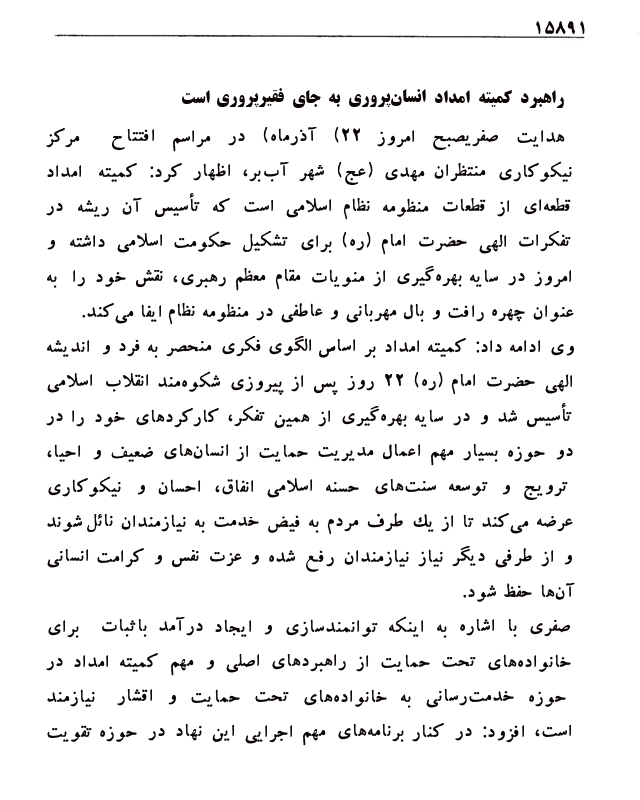 ۱۵۸۹۱
راهبرد کمیته امداد انسان‌پروری به جای فقیرپروری است
هدایت صفریصبح امروز ۲۲) آذرماه) در مراسم افتتاح مرکز
نیکوکاری منتظران مهدی (عج) شهر آب‌بر، اظهار کرد: کمیته امداد
قطعه‌ای از قطعات منظومه نظام اسلامی است که تأسیس آن ریشه در
تفکرات الهی حضرت امام (ره) برای تشکیل حکومت اسلامی داشته و
امروز در سایه بهره‌گیری از منویات مقام معظم رهبری، نقش خود را به
عنوان چهره رافت و بال مهربانی و عاطفی در منظومه نظام ایفا می‌کند.
وی ادامه داد: کمیته امداد بر اساس الگوی فکری منحصر به فرد و اندیشه
الهی حضرت امام (ره) ۲۲ روز پس از پیروزی شکوه‌مند انقلاب اسلامی
تأسیس شد و در سایه بهره‌گیری از همین تفکر، کارکردهای خود را در
دو حوزه بسیار مهم اعمال مدیریت حمایت از انسان‌های ضعیف و احیا،
ترویج و توسعه سنت‌های حسنه اسلامی انفاق، احسان و نیکوکاری
عرضه می‌کند تا از یك طرف مردم به فیض خدمت به نیازمندان نائل شوند
و از طرفی دیگر نیاز نیازمندان رفع شده و عزت نفس و کرامت انسانی
آن‌ها حفظ شود.
صفری با اشاره به اینکه توانمندسازی و ایجاد درآمد باثبات برای
خانواده‌های تحت حمایت از راهبردهای اصلی و مهم کمیته امداد در
حوزه خدمت‌رسانی به خانواده‌های تحت حمایت و اقشار نیازمند
است، افزود: در کنار برنامه‌های مهم اجرایی این نهاد در حوزه تقویت